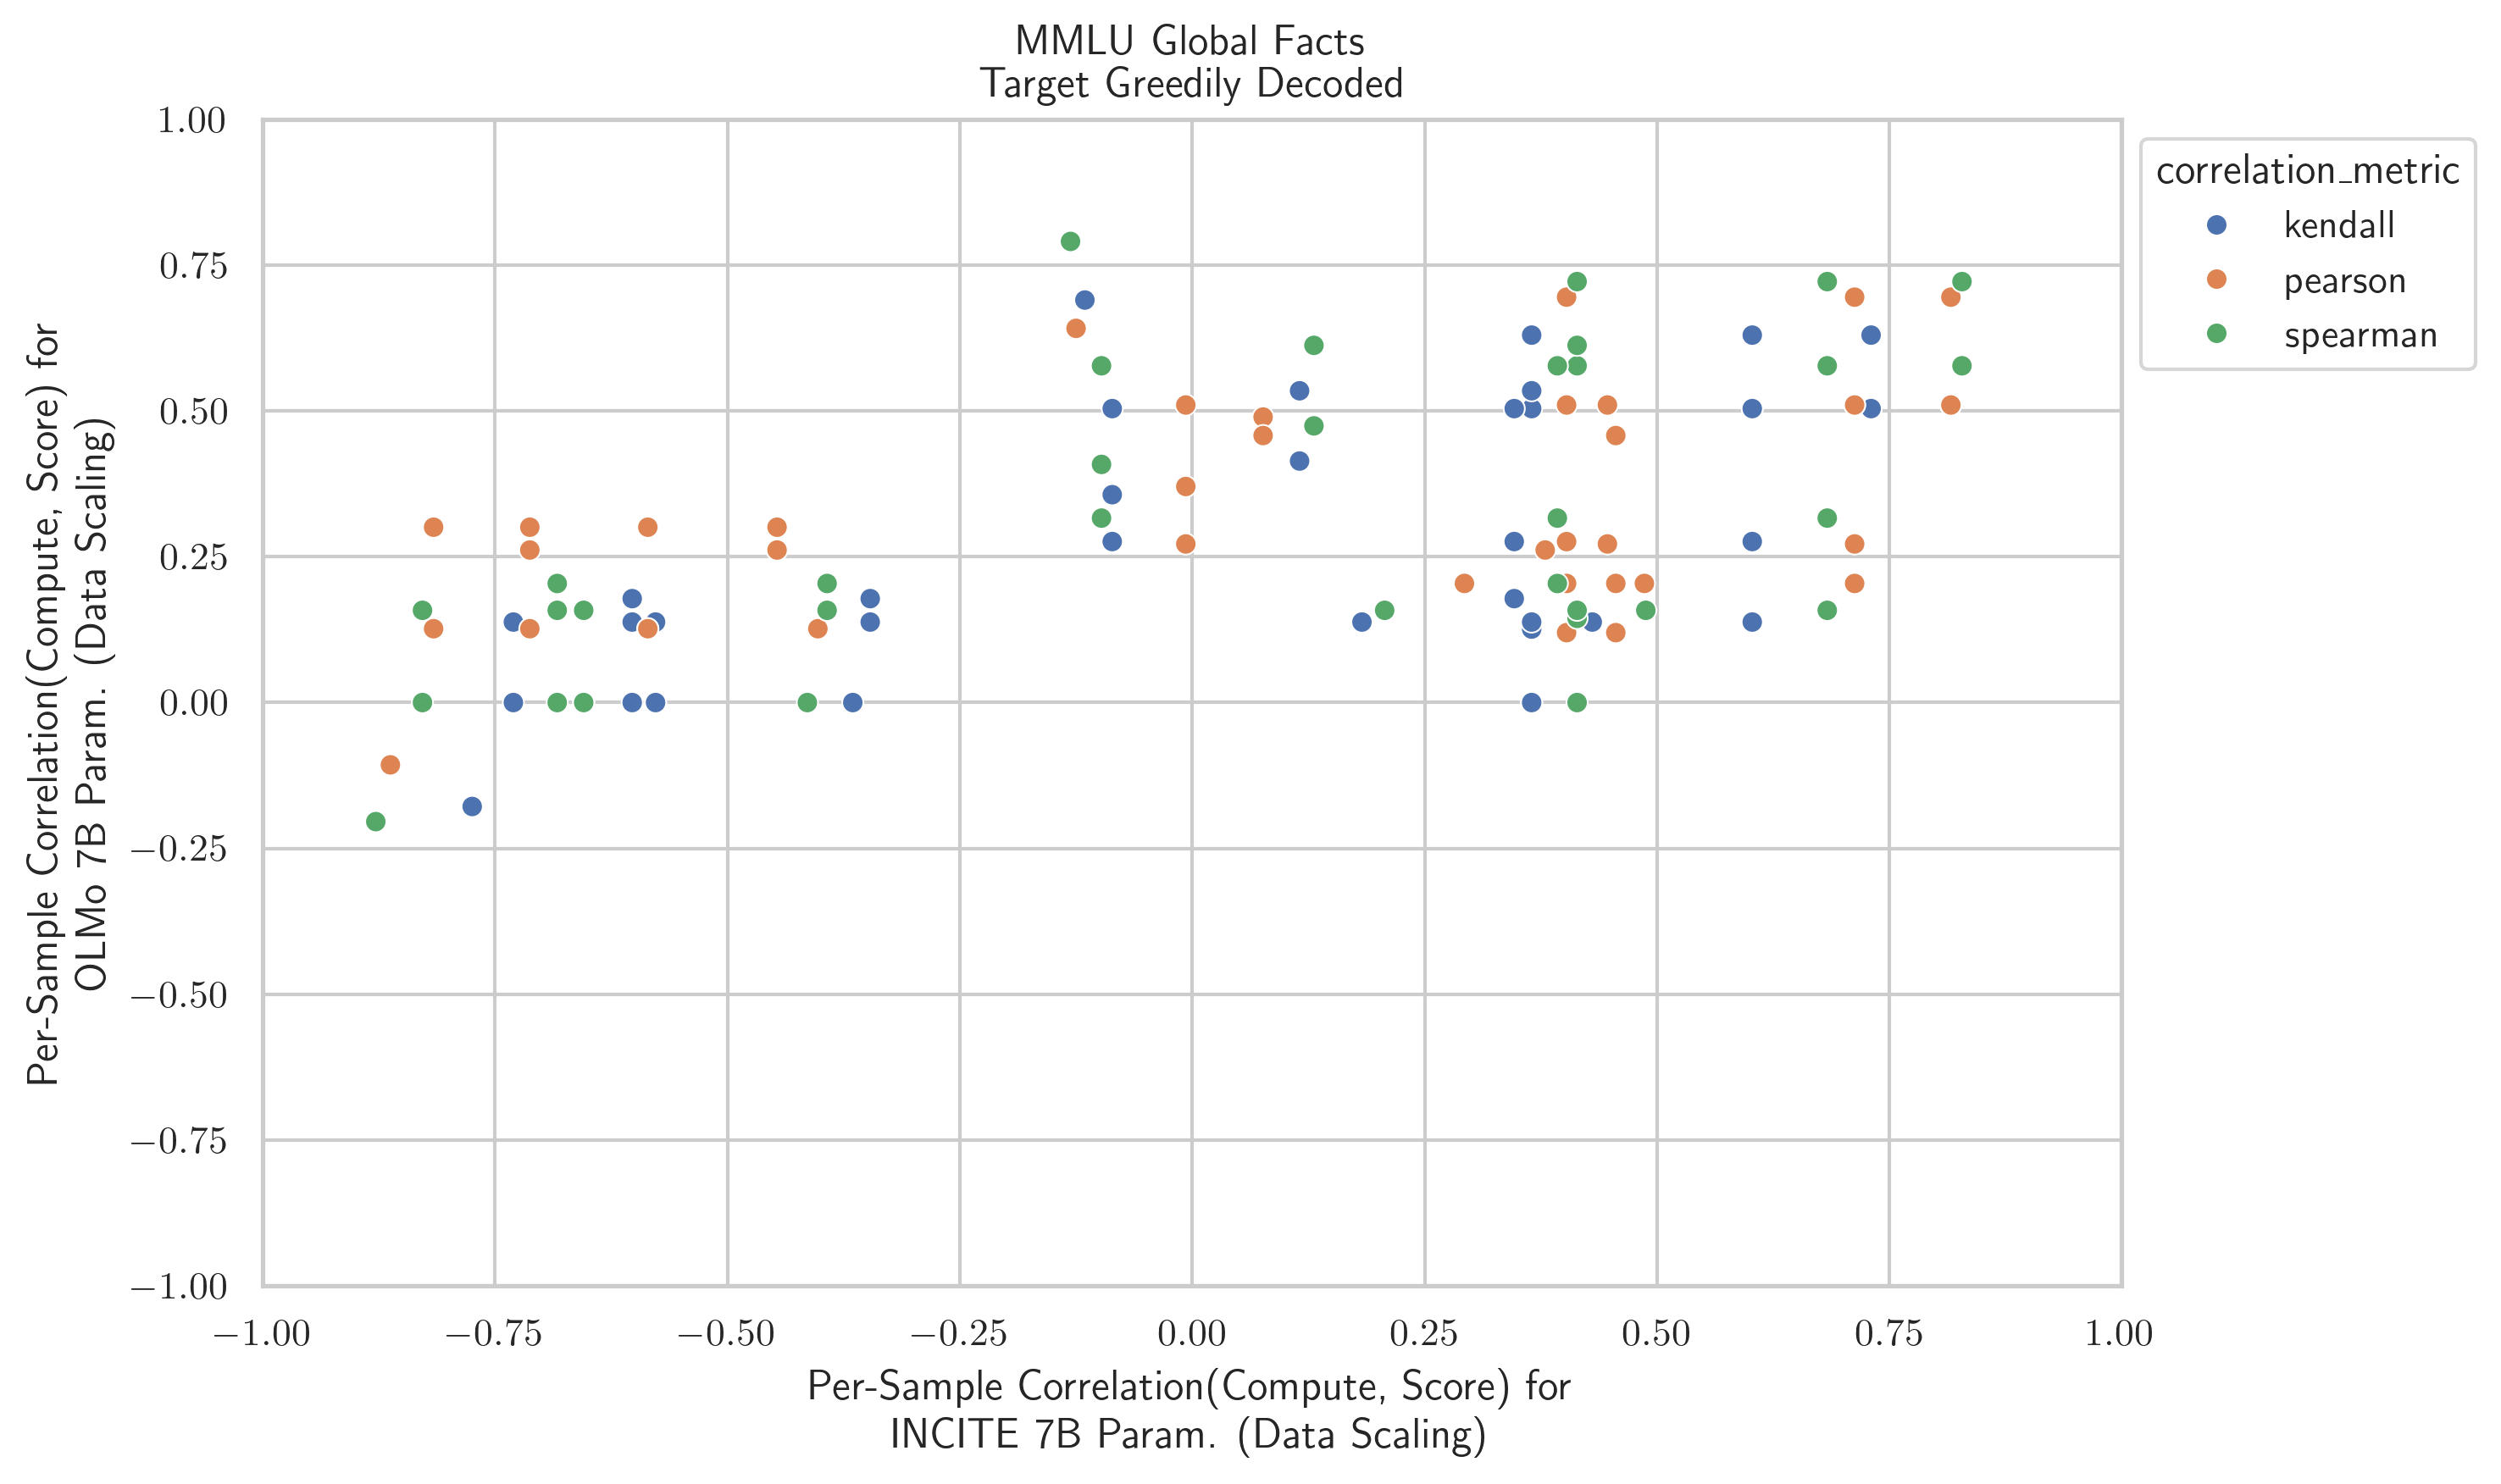 MMLU Global Facts
Target Greedily Decoded
Per-Sample Correlation(Compute, Score) for
OLMo 7B Param. (Data Scaling)
1.00
0.75
0.50
0.25
0.00
−0.25
−0.50
−0.75
−1.00
−1.00 −0.75 −0.50 −0.25 0.00 0.25 0.50 0.75 1.00
Per-Sample Correlation(Compute, Score) for
INCITE 7B Param. (Data Scaling)
correlation_metric
kendall
pearson
spearman